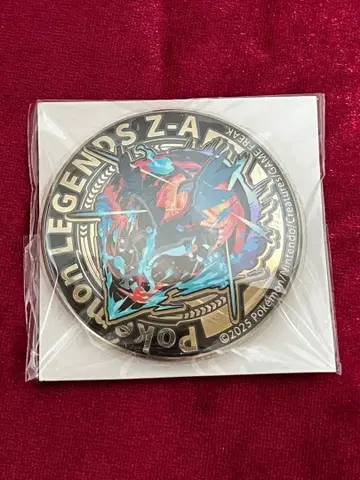 Pokémon LEGENDS Z-A
©2025 Pokémon/Nintendo/Creatures/GAME FREAK.